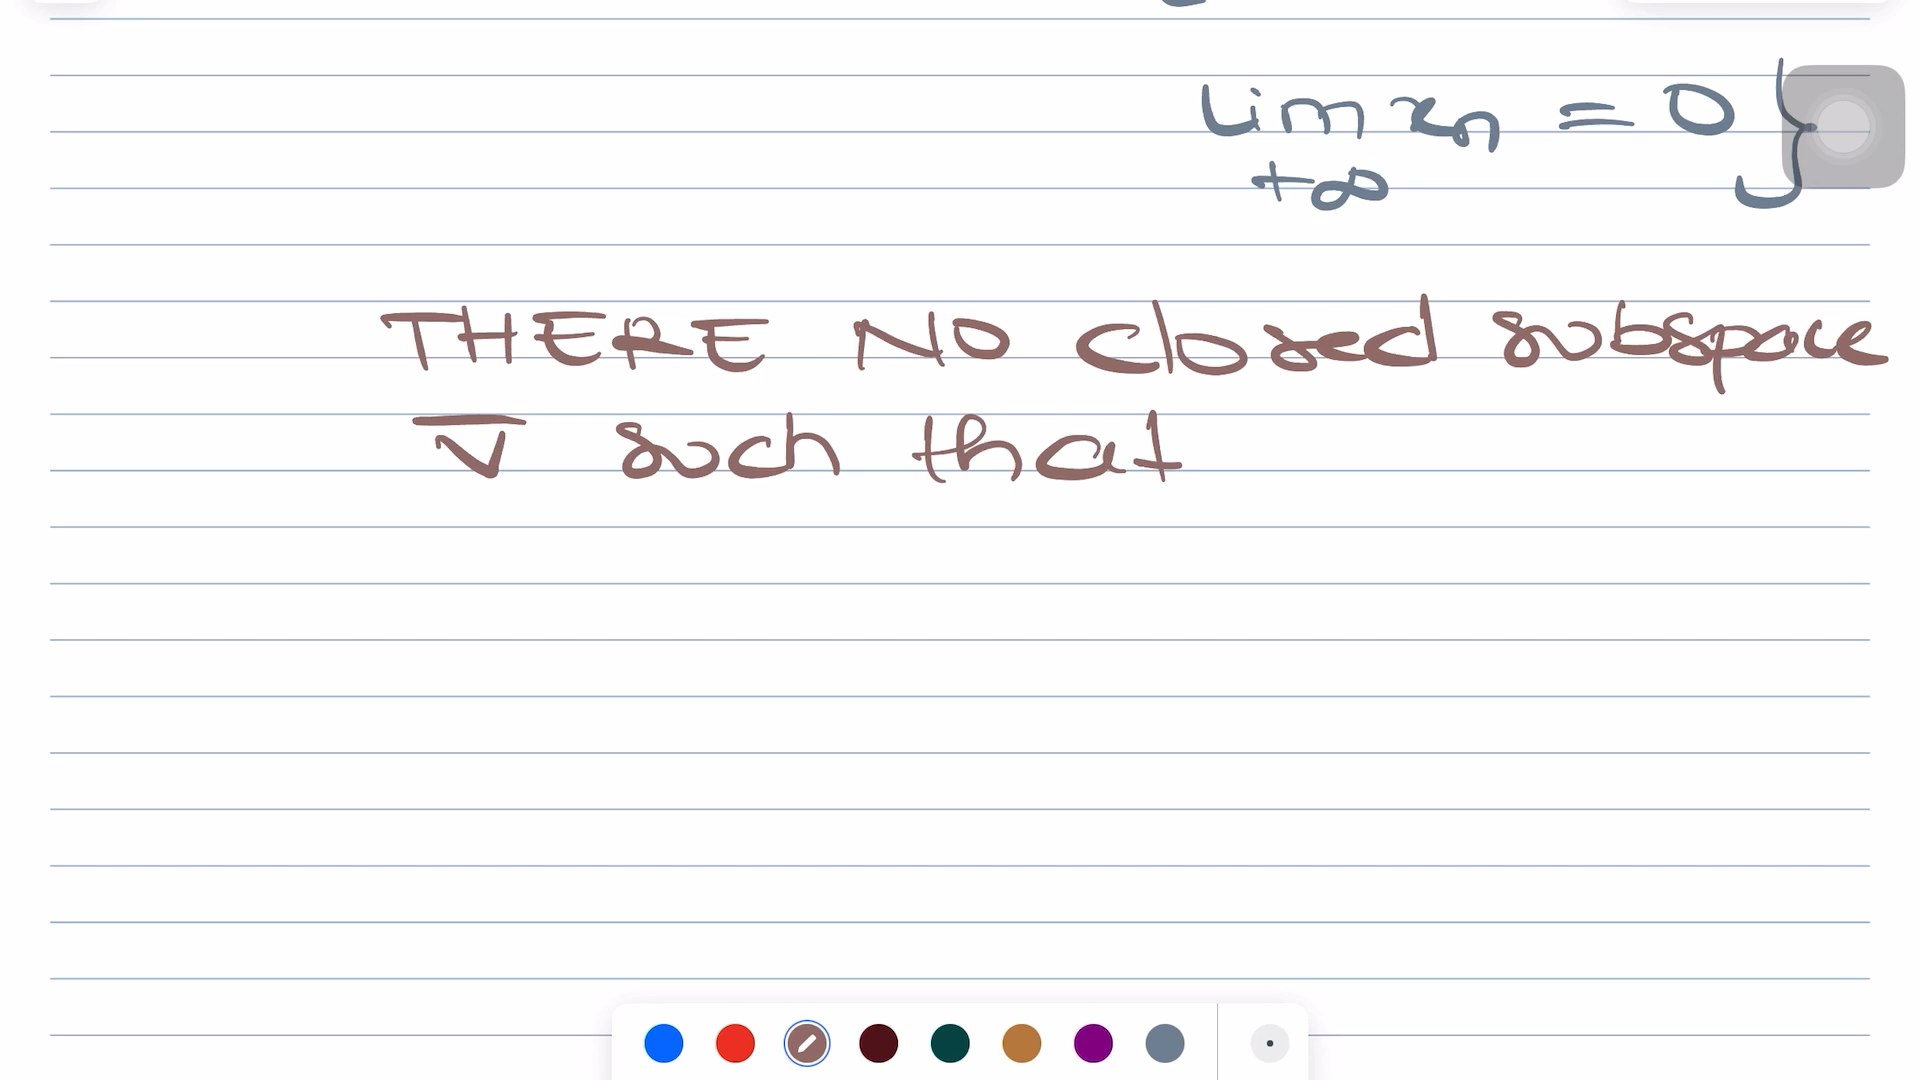 lim xn = 0 }
+∞
THERE NO closed subspace
V̅ such that